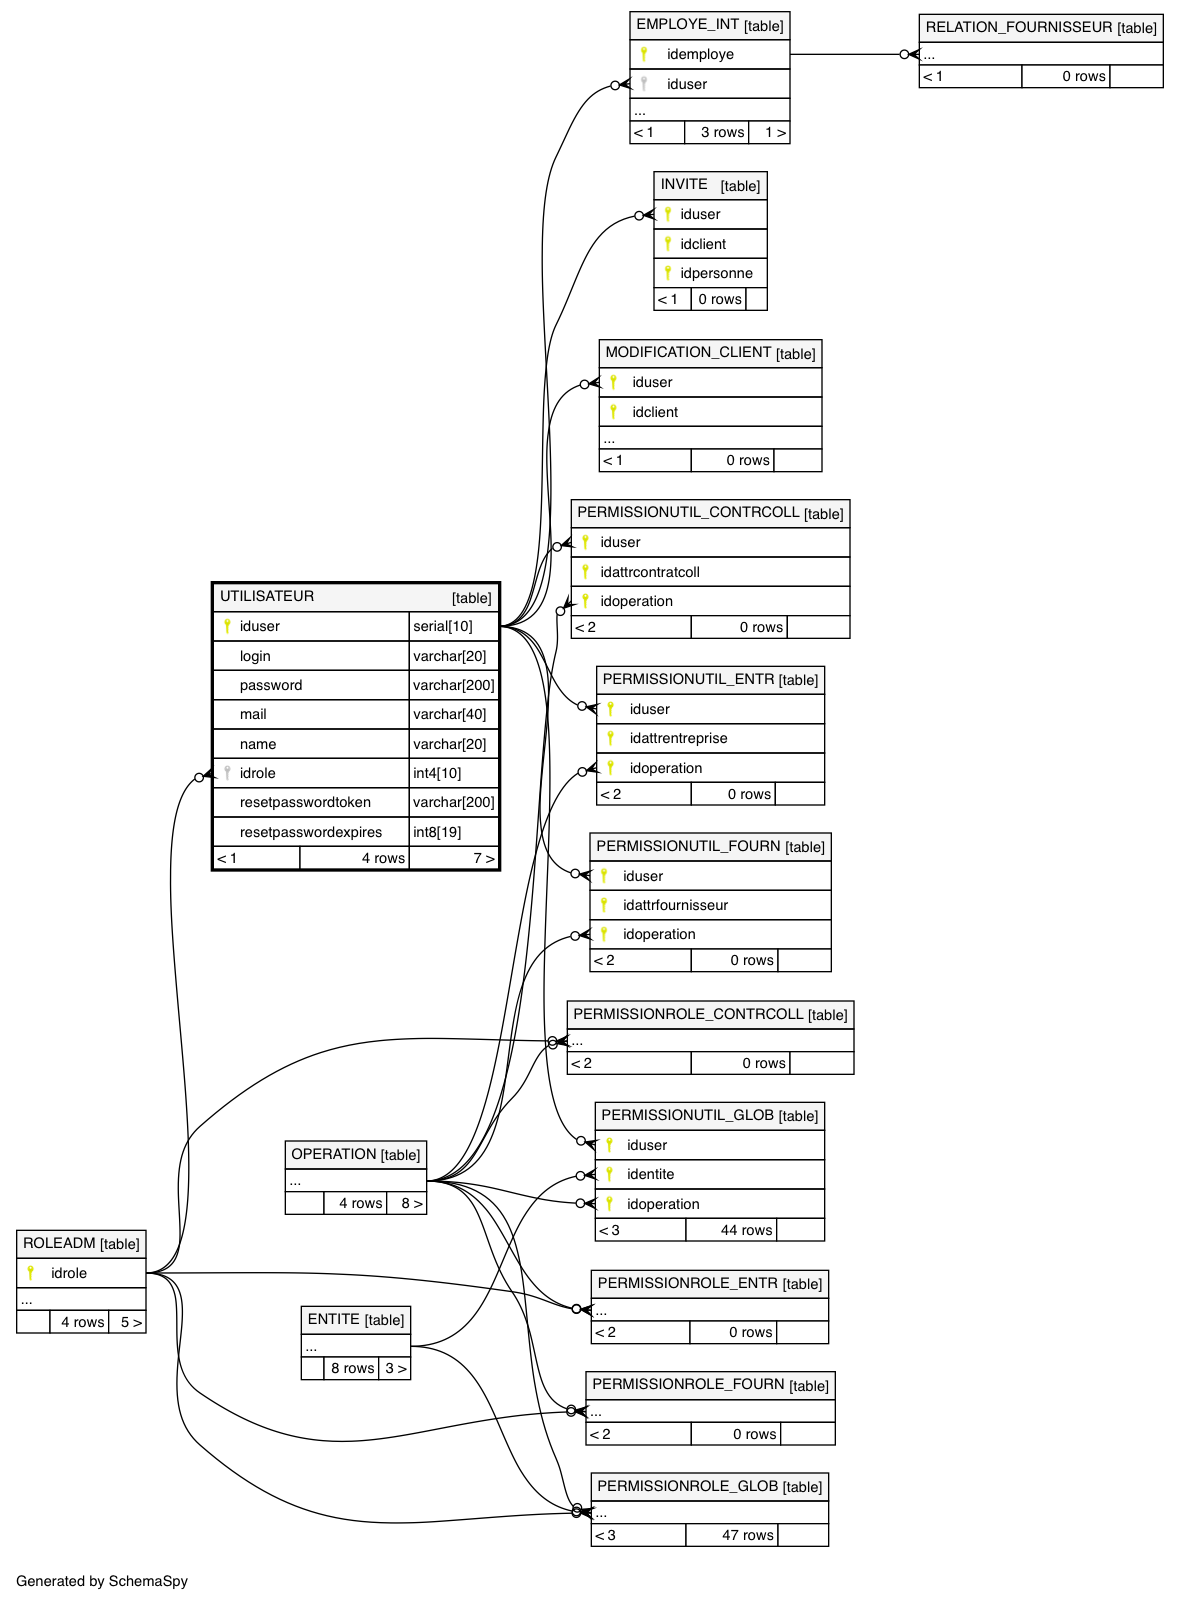 EMPLOYE_INT [table]
idemploye
iduser
...
< 1 3 rows 1 >
RELATION_FOURNISSEUR [table]
...
< 1 0 rows
INVITE [table]
iduser
idclient
idpersonne
< 1 0 rows
MODIFICATION_CLIENT [table]
iduser
idclient
...
< 1 0 rows
PERMISSIONUTIL_CONTRCOLL [table]
iduser
idattrcontratcoll
idoperation
< 2 0 rows
UTILISATEUR [table]
iduser serial[10]
login varchar[20]
password varchar[200]
mail varchar[40]
name varchar[20]
idrole int4[10]
resetpasswordtoken varchar[200]
resetpasswordexpires int8[19]
< 1 4 rows 7 >
PERMISSIONUTIL_ENTR [table]
iduser
idattrentreprise
idoperation
< 2 0 rows
PERMISSIONUTIL_FOURN [table]
iduser
idattrfournisseur
idoperation
< 2 0 rows
PERMISSIONROLE_CONTRCOLL [table]
...
< 2 0 rows
PERMISSIONUTIL_GLOB [table]
iduser
identite
idoperation
< 3 44 rows
OPERATION [table]
...
4 rows 8 >
ROLEADM [table]
idrole
...
4 rows 5 >
ENTITE [table]
...
8 rows 3 >
PERMISSIONROLE_ENTR [table]
...
< 2 0 rows
PERMISSIONROLE_FOURN [table]
...
< 2 0 rows
PERMISSIONROLE_GLOB [table]
...
< 3 47 rows
Generated by SchemaSpy